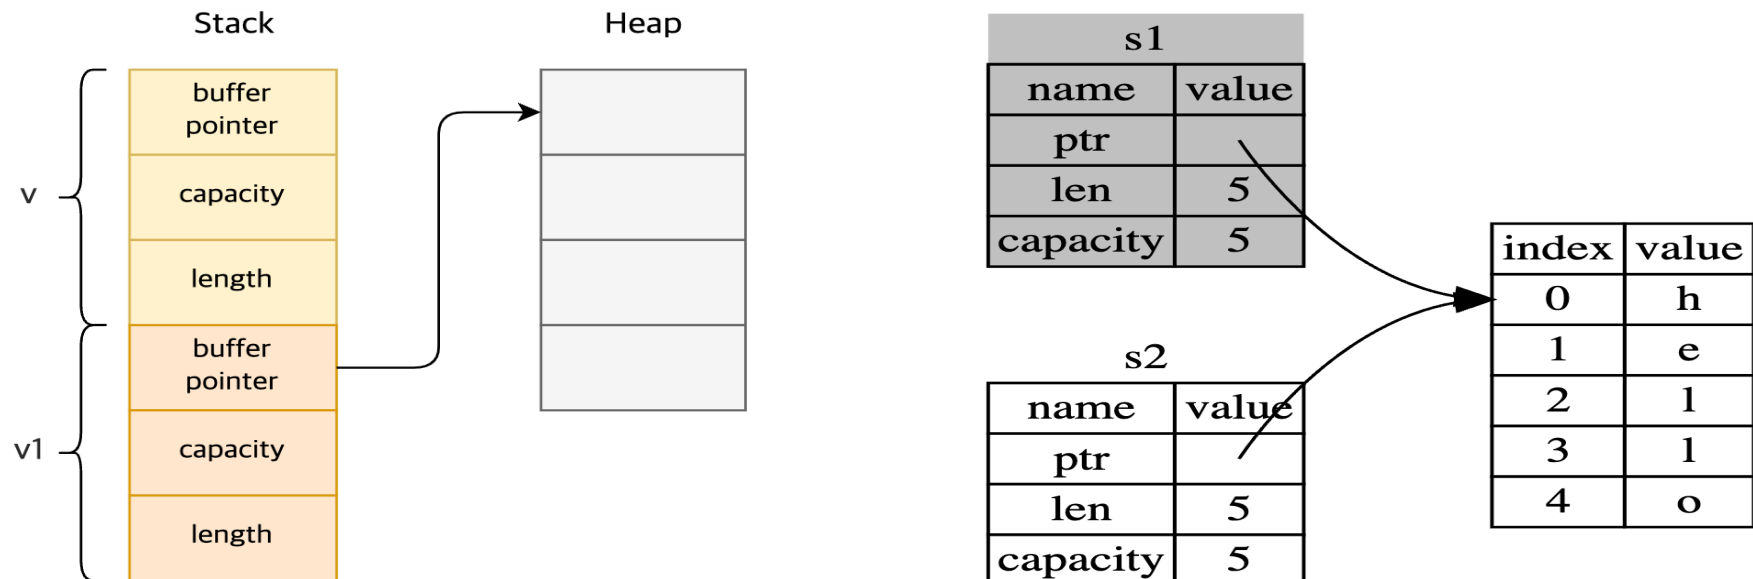 Stack
Heap
v
buffer
pointer
capacity
length
v1
buffer
pointer
capacity
length
s1
name value
ptr
len 5
capacity 5
s2
name value
ptr
len 5
capacity 5
index value
0 h
1 e
2 l
3 l
4 o